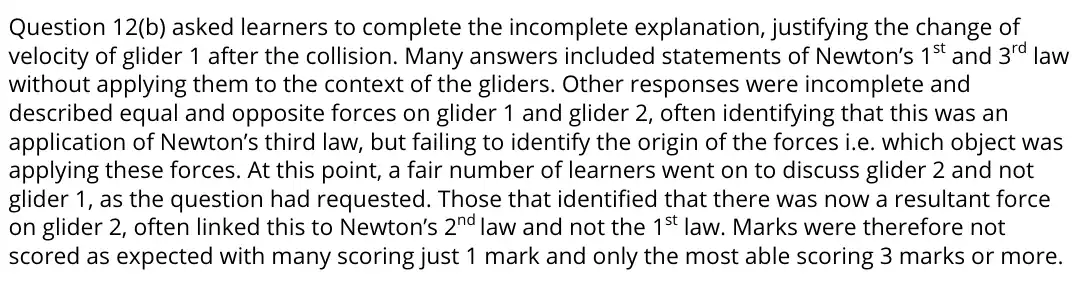 Question 12(b) asked learners to complete the incomplete explanation, justifying the change of
velocity of glider 1 after the collision. Many answers included statements of Newton’s 1st and 3rd law
without applying them to the context of the gliders. Other responses were incomplete and
described equal and opposite forces on glider 1 and glider 2, often identifying that this was an
application of Newton’s third law, but failing to identify the origin of the forces i.e. which object was
applying these forces. At this point, a fair number of learners went on to discuss glider 2 and not
glider 1, as the question had requested. Those that identified that there was now a resultant force
on glider 2, often linked this to Newton’s 2nd law and not the 1st law. Marks were therefore not
scored as expected with many scoring just 1 mark and only the most able scoring 3 marks or more.